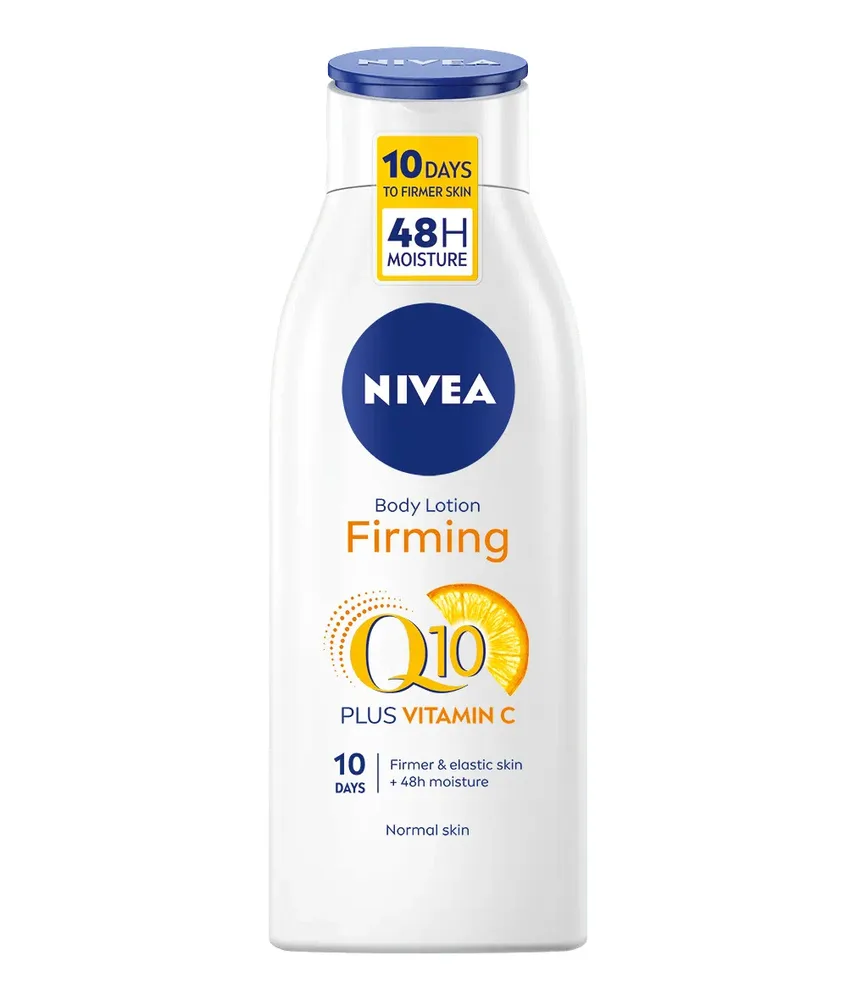 NIVEA
10 DAYS
TO FIRMER SKIN
48H
MOISTURE
NIVEA
Body Lotion
Firming
Q10
PLUS VITAMIN C
10
DAYS
Firmer & elastic skin
+ 48h moisture
Normal skin